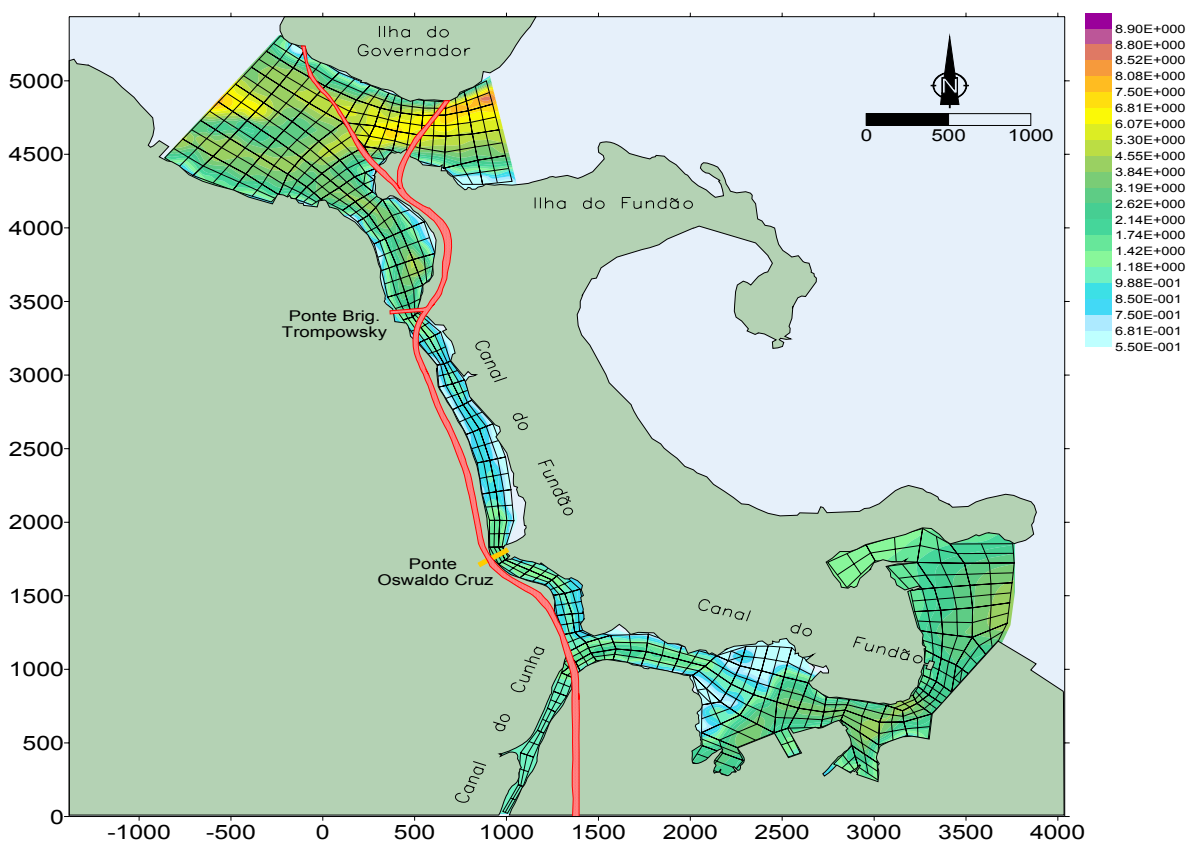 Ilha do
Governador
N
0 500 1000
Ilha do Fundão
Ponte Brig.
Trompowsky
Canal do Fundão
Ponte
Oswaldo Cruz
Canal do Fundão
Canal do Cunha
5000
4500
4000
3500
3000
2500
2000
1500
1000
500
0
-1000 -500 0 500 1000 1500 2000 2500 3000 3500 4000
8.90E+000
8.80E+000
8.52E+000
8.08E+000
7.50E+000
6.81E+000
6.07E+000
5.30E+000
4.55E+000
3.84E+000
3.19E+000
2.62E+000
2.14E+000
1.74E+000
1.42E+000
1.18E+000
9.88E-001
8.50E-001
7.50E-001
6.81E-001
5.50E-001